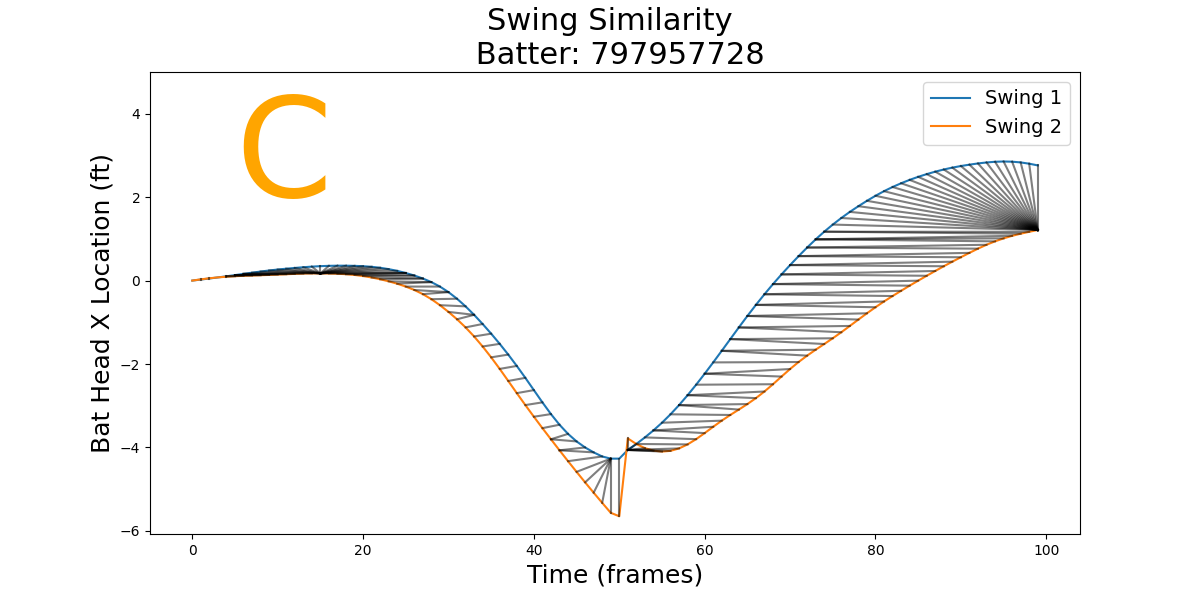 Swing Similarity
Batter: 797957728
C
Swing 1
Swing 2
Bat Head X Location (ft)
4
2
0
−2
−4
−6
0 20 40 60 80 100
Time (frames)